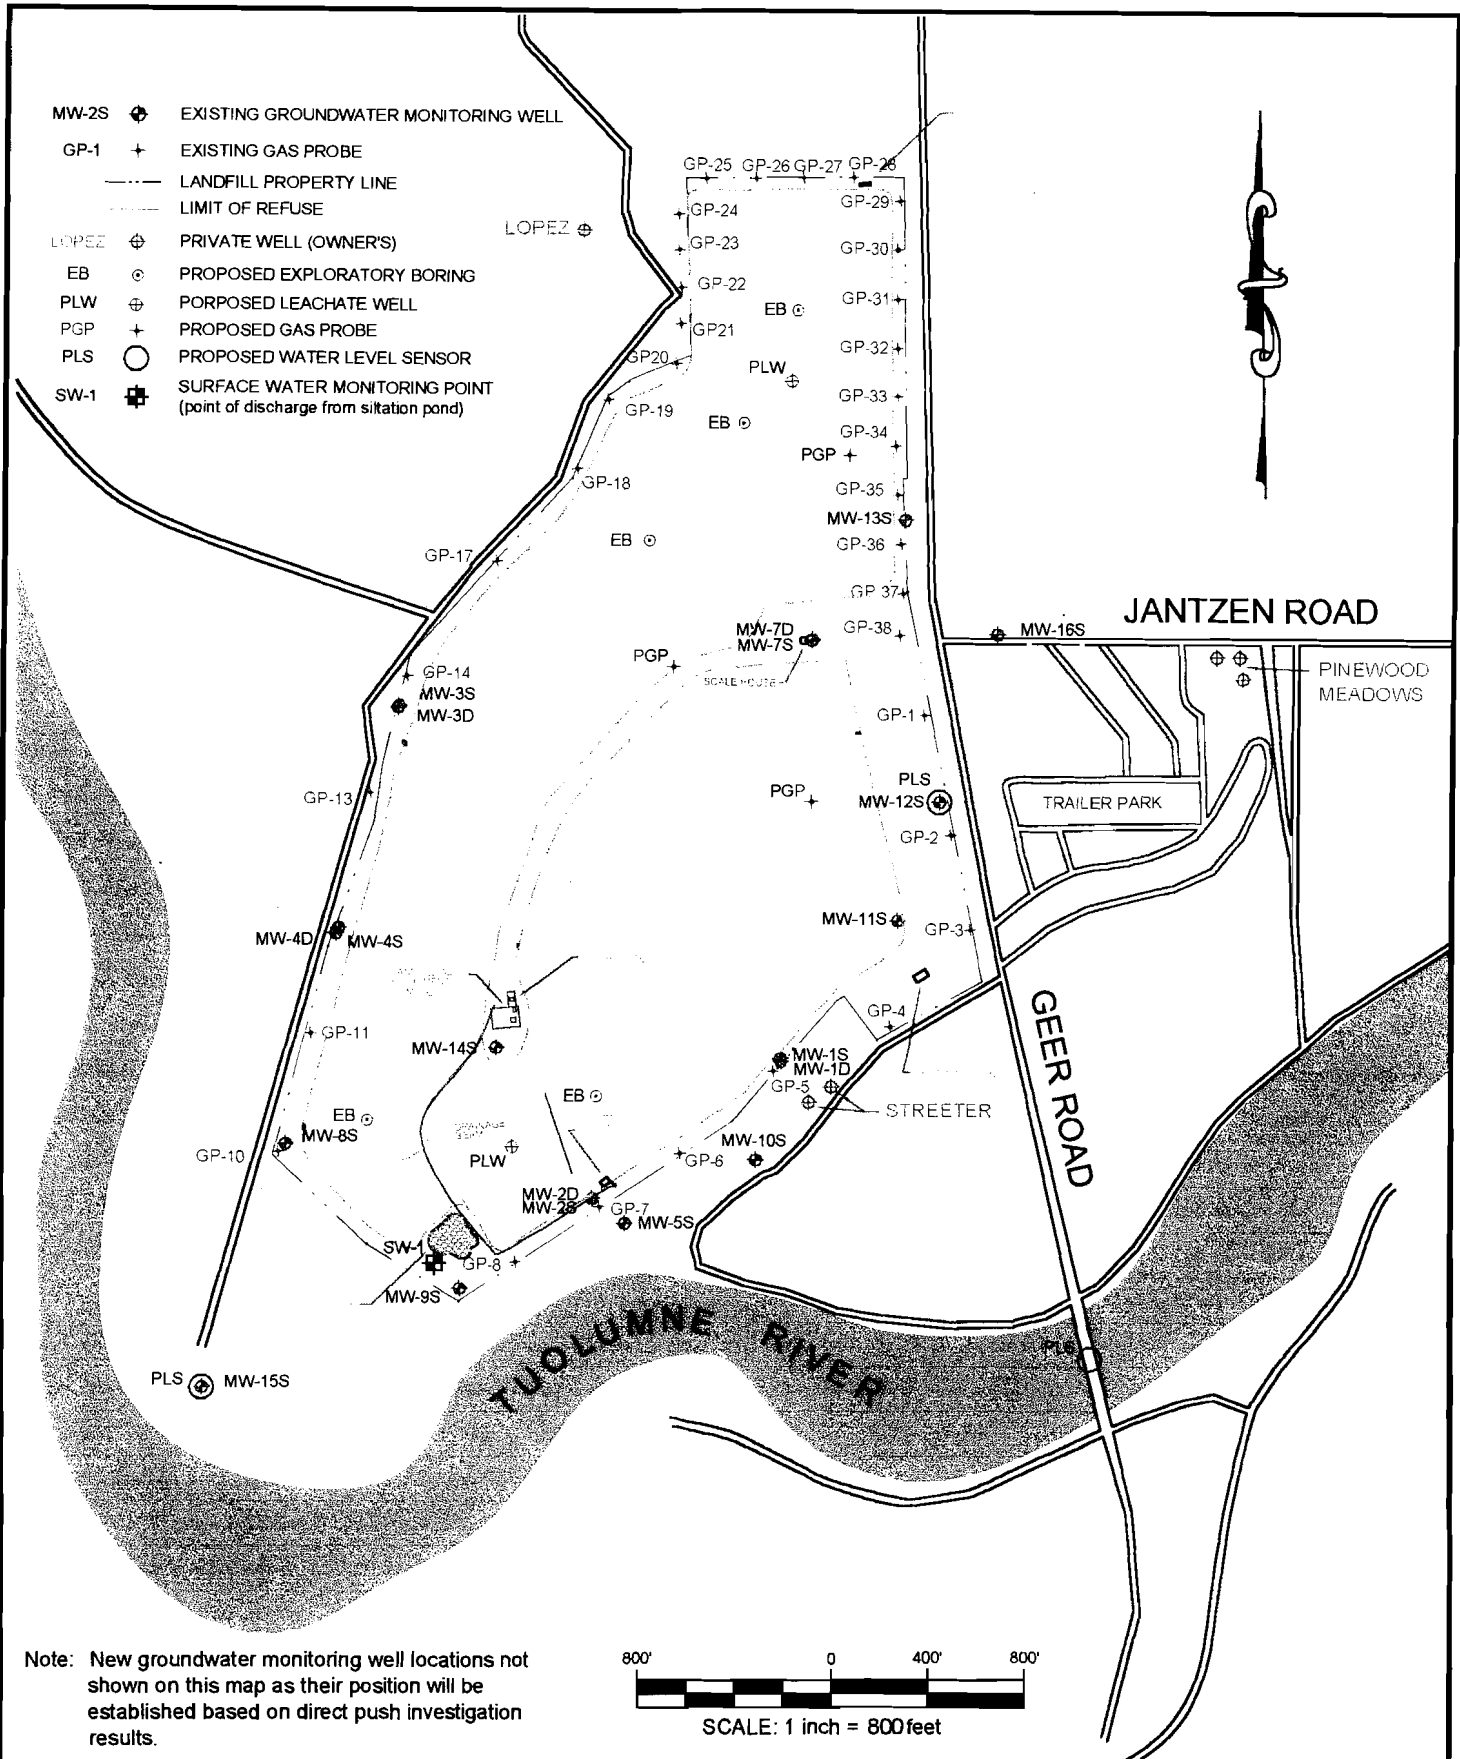 MW-2S EXISTING GROUNDWATER MONITORING WELL
GP-1 EXISTING GAS PROBE
LANDFILL PROPERTY LINE
LIMIT OF REFUSE
LOPEZ PRIVATE WELL (OWNER'S)
EB PROPOSED EXPLORATORY BORING
PLW PORPOSED LEACHATE WELL
PGP PROPOSED GAS PROBE
PLS PROPOSED WATER LEVEL SENSOR
SW-1 SURFACE WATER MONITORING POINT
(point of discharge from siltation pond)
GP-25 GP-26 GP-27 GP-28
GP-24
GP-29
LOPEZ
GP-23
GP-30
GP-22
GP-31
EB
GP21
GP-32
GP20
PLW
GP-33
GP-19
EB
GP-34
PGP
GP-18
GP-35
MW-13S
EB
GP-36
GP-17
GP-37
JANTZEN ROAD
MW-7D
MW-7S
GP-38
MW-16S
PGP
GP-14
SCALE HOUSE
PINEWOOD
MEADOWS
MW-3S
MW-3D
GP-1
PLS
MW-12S
PGP
GP-13
TRAILER PARK
GP-2
MW-11S
GP-3
MW-4D
MW-4S
GEER ROAD
GP-4
GP-11
MW-14S
MW-1S
MW-1D
GP-5
EB
STREETER
EB
MW-8S
DRAINAGE
PLW
MW-10S
GP-10
GP-6
MW-2D
MW-2S
GP-7
MW-5S
SW-1
GP-8
MW-9S
TUOLUMNE RIVER
PLS
PLS
MW-15S
Note: New groundwater monitoring well locations not
shown on this map as their position will be
established based on direct push investigation
results.
800' 0 400' 800'
SCALE: 1 inch = 800 feet